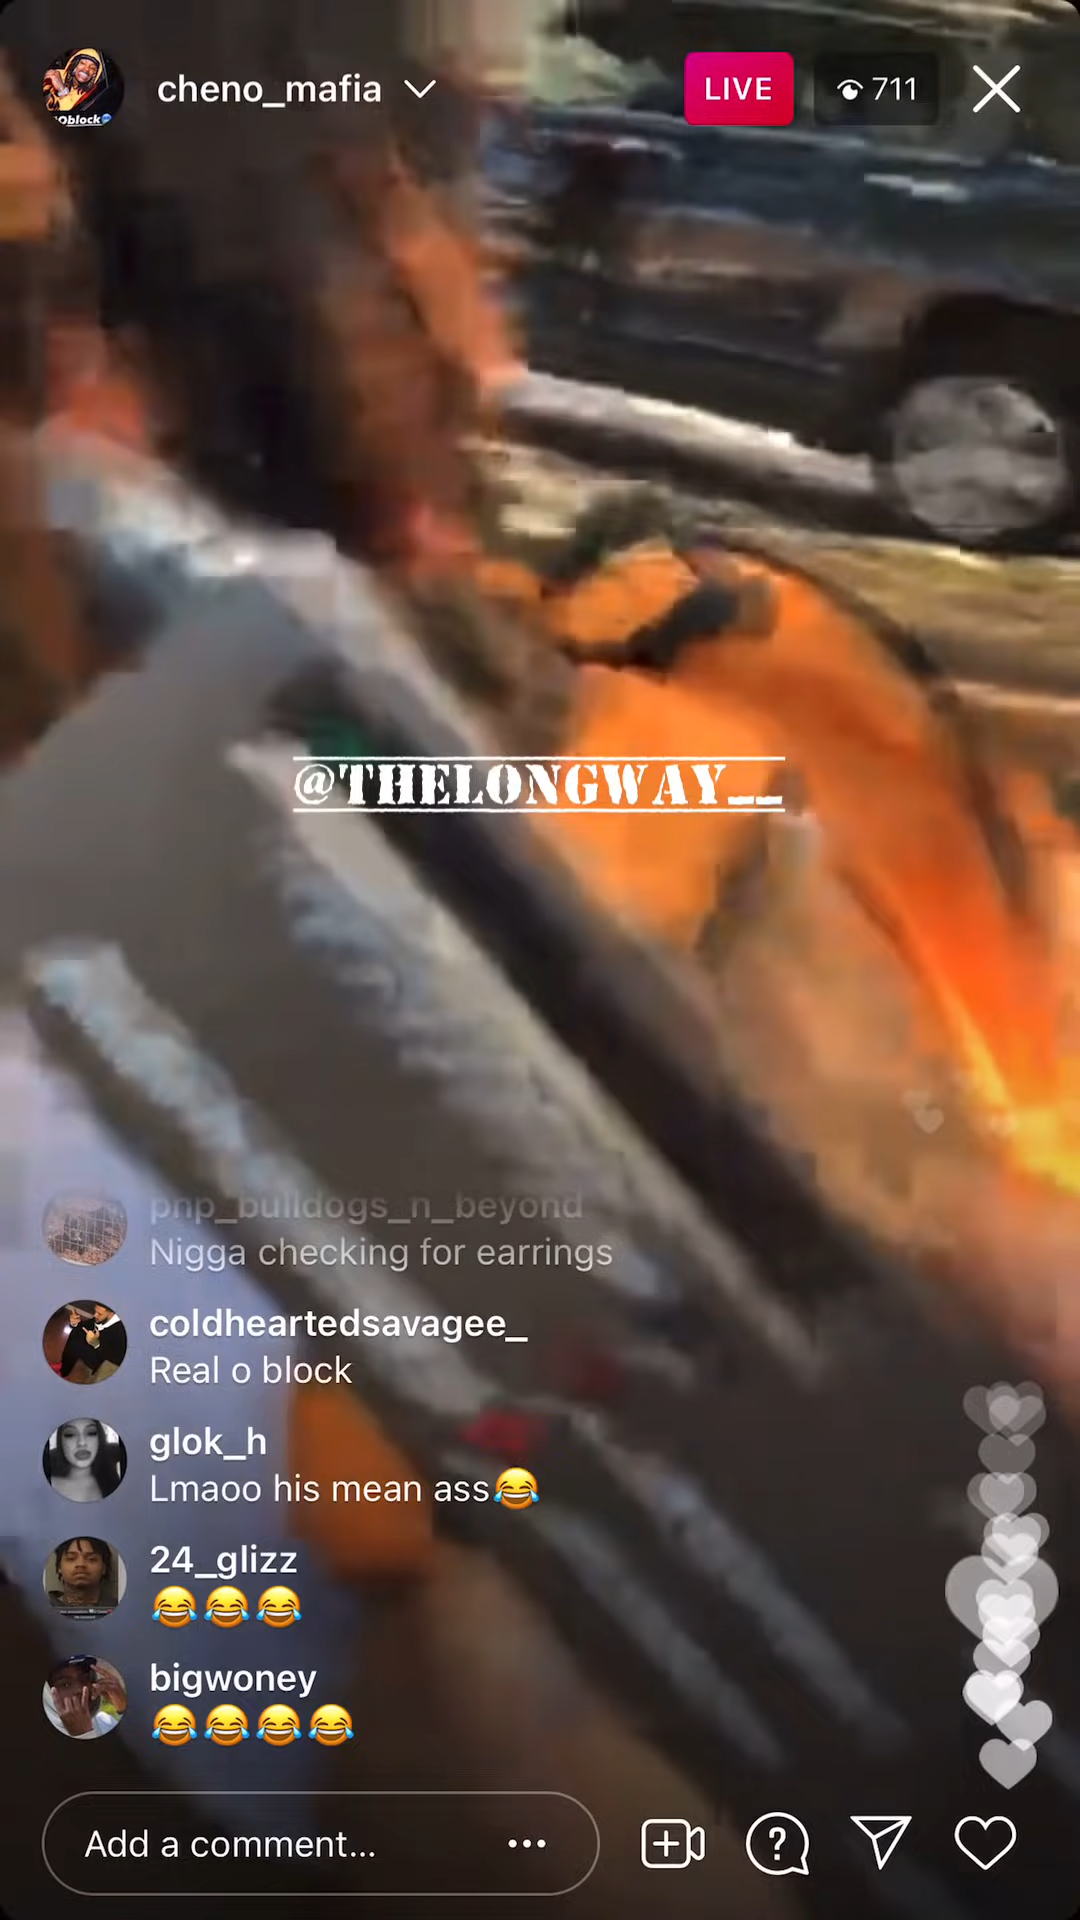 cheno_mafia
LIVE
711
Oblock
@THELONGWAY__
pnp_bulldogs_n_beyond
Nigga checking for earrings
coldheartedsavagee_
Real o block
glok_h
Lmaoo his mean ass😂
24_glizz
😂😂😂
bigwoney
😂😂😂😂
Add a comment...